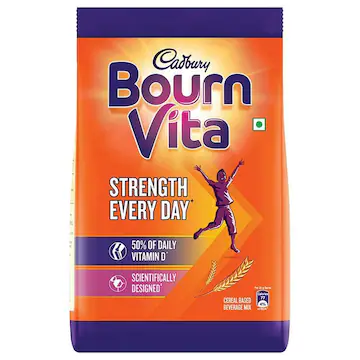 Cadbury
Bourn
Vita
STRENGTH
EVERY DAY*
50% OF DAILY
VITAMIN D^
SCIENTIFICALLY
DESIGNED^
CEREAL BASED
BEVERAGE MIX